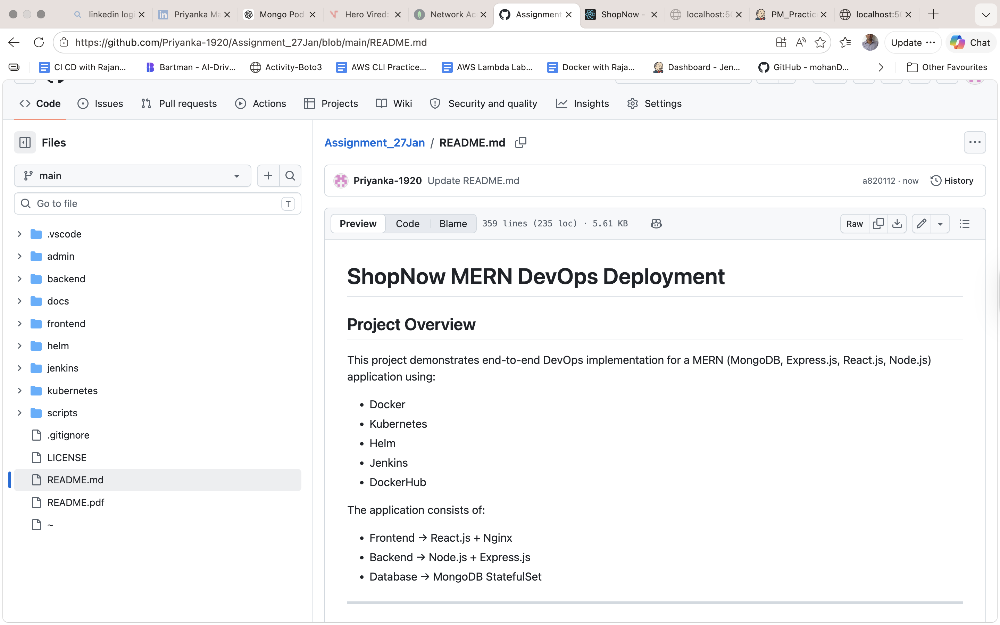 linkedin logi
Priyanka Ma
Mongo Pod
Hero Vired:
Network Ac
Assignment
ShopNow -
localhost:50
PM_Practic
localhost:50
https://github.com/Priyanka-1920/Assignment_27Jan/blob/main/README.md
Update
Chat
CI CD with Rajan...
Bartman - AI-Driv...
Activity-Boto3
AWS CLI Practice...
AWS Lambda Lab...
Docker with Raja...
Dashboard - Jen...
GitHub - mohanD...
Other Favourites
Code
Issues
Pull requests
Actions
Projects
Wiki
Security and quality
Insights
Settings
Files
main
Go to file
T
.vscode
admin
backend
docs
frontend
helm
jenkins
kubernetes
scripts
.gitignore
LICENSE
README.md
README.pdf
~
Assignment_27Jan / README.md
Priyanka-1920 Update README.md
a820112 · now
History
Preview
Code
Blame
359 lines (235 loc) · 5.61 KB
Raw
ShopNow MERN DevOps Deployment
Project Overview
This project demonstrates end-to-end DevOps implementation for a MERN (MongoDB, Express.js, React.js, Node.js)
application using:
• Docker
• Kubernetes
• Helm
• Jenkins
• DockerHub
The application consists of:
• Frontend → React.js + Nginx
• Backend → Node.js + Express.js
• Database → MongoDB StatefulSet